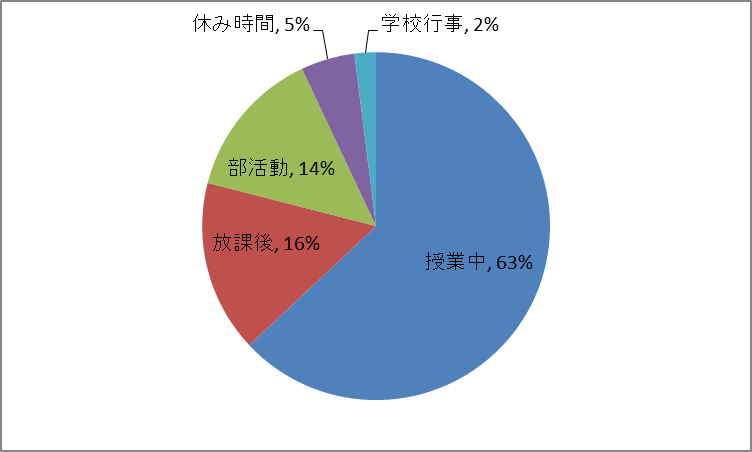 休み時間, 5%
学校行事, 2%
部活動, 14%
放課後, 16%
授業中, 63%